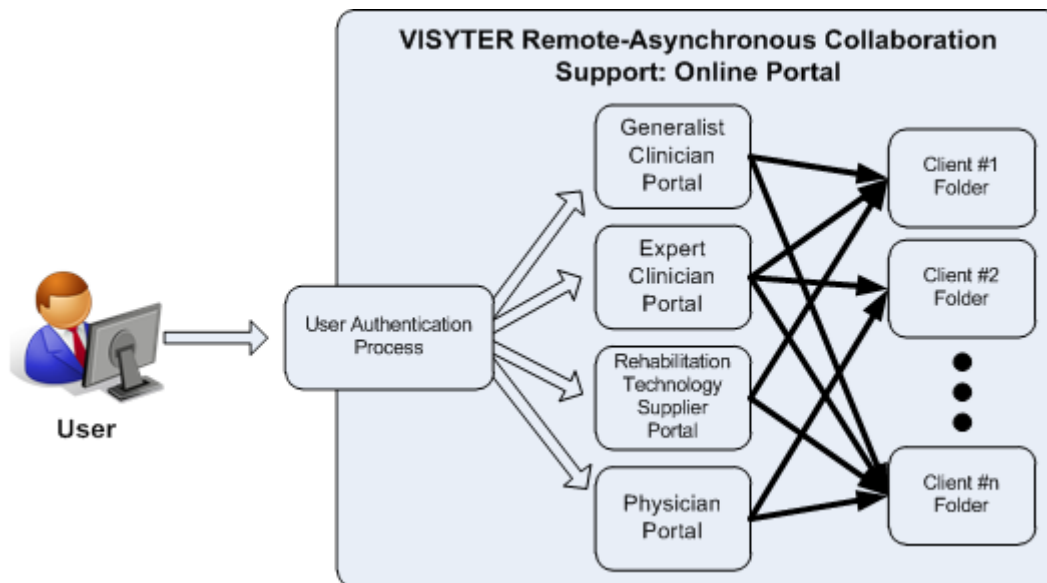 VISYTER Remote-Asynchronous Collaboration
Support: Online Portal
User
User Authentication
Process
Generalist
Clinician
Portal
Expert
Clinician
Portal
Rehabilitation
Technology
Supplier
Portal
Physician
Portal
Client #1
Folder
Client #2
Folder
Client #n
Folder